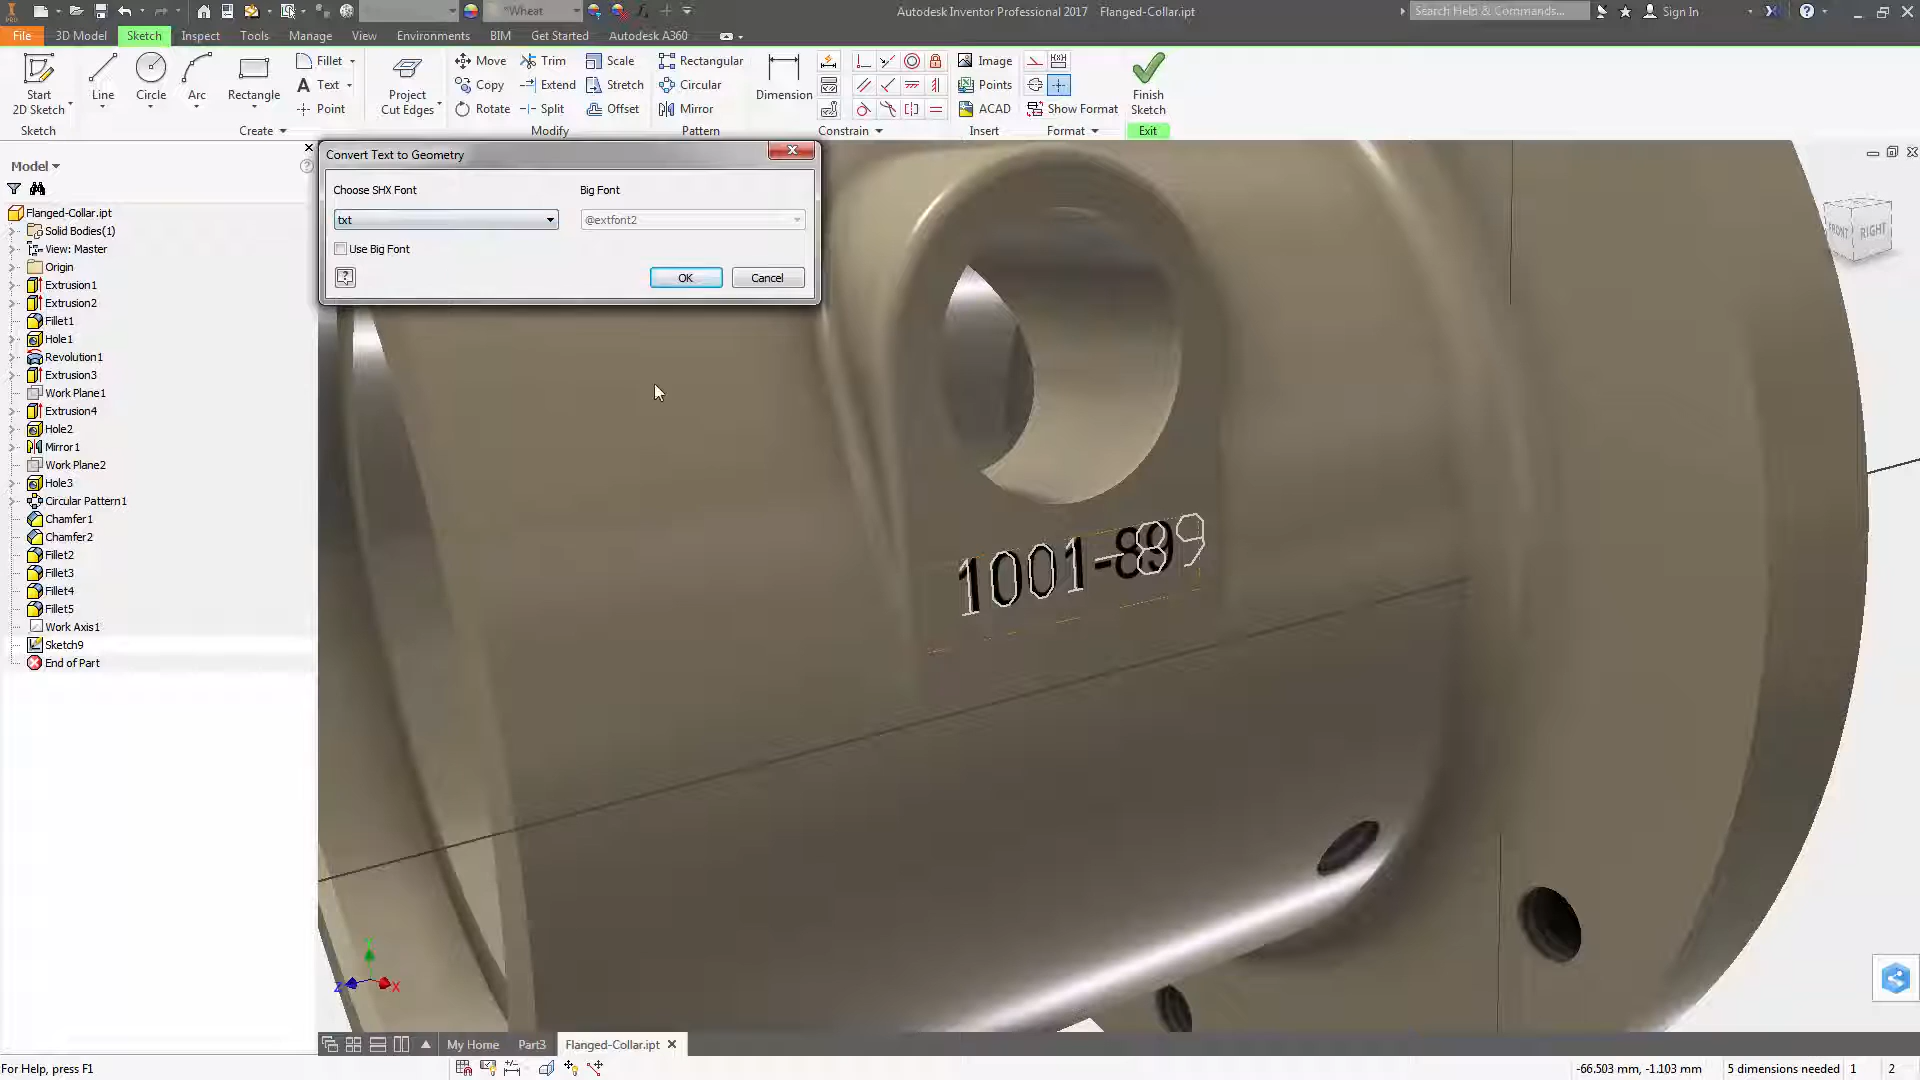 PRO
*Wheat
Autodesk Inventor Professional 2017 Flanged-Collar.ipt
Search Help & Commands...
Sign In
File
3D Model
Sketch
Inspect
Tools
Manage
View
Environments
BIM
Get Started
Autodesk A360
Start
2D Sketch
Sketch
Line
Circle
Arc
Rectangle
Fillet
Text
Point
Create
Project
Cut Edges
Move
Copy
Rotate
Trim
Extend
Split
Scale
Stretch
Offset
Modify
Rectangular
Circular
Mirror
Pattern
Dimension
Constrain
Image
Points
ACAD
Insert
Show Format
Format
Finish
Sketch
Exit
Model
Flanged-Collar.ipt
Solid Bodies(1)
View: Master
Origin
Extrusion1
Extrusion2
Fillet1
Hole1
Revolution1
Extrusion3
Work Plane1
Extrusion4
Hole2
Mirror1
Work Plane2
Hole3
Circular Pattern1
Chamfer1
Chamfer2
Fillet2
Fillet3
Fillet4
Fillet5
Work Axis1
Sketch9
End of Part
Convert Text to Geometry
Choose SHX Font
Big Font
txt
@extfont2
Use Big Font
OK
Cancel
FRONT
RIGHT
1001-89
Y
Z
X
My Home
Part3
Flanged-Collar.ipt
For Help, press F1
-66.503 mm, -1.103 mm
5 dimensions needed
1
2